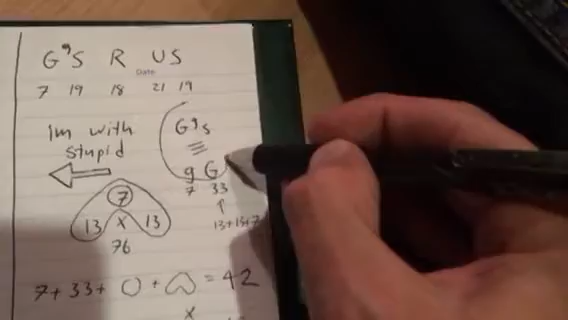 G's R US
Date
7 19 18 21 19
Im with
stupid
G's
g G
7 33
13+13+7
7
13 x 13
76
7+33+ + = 42
x